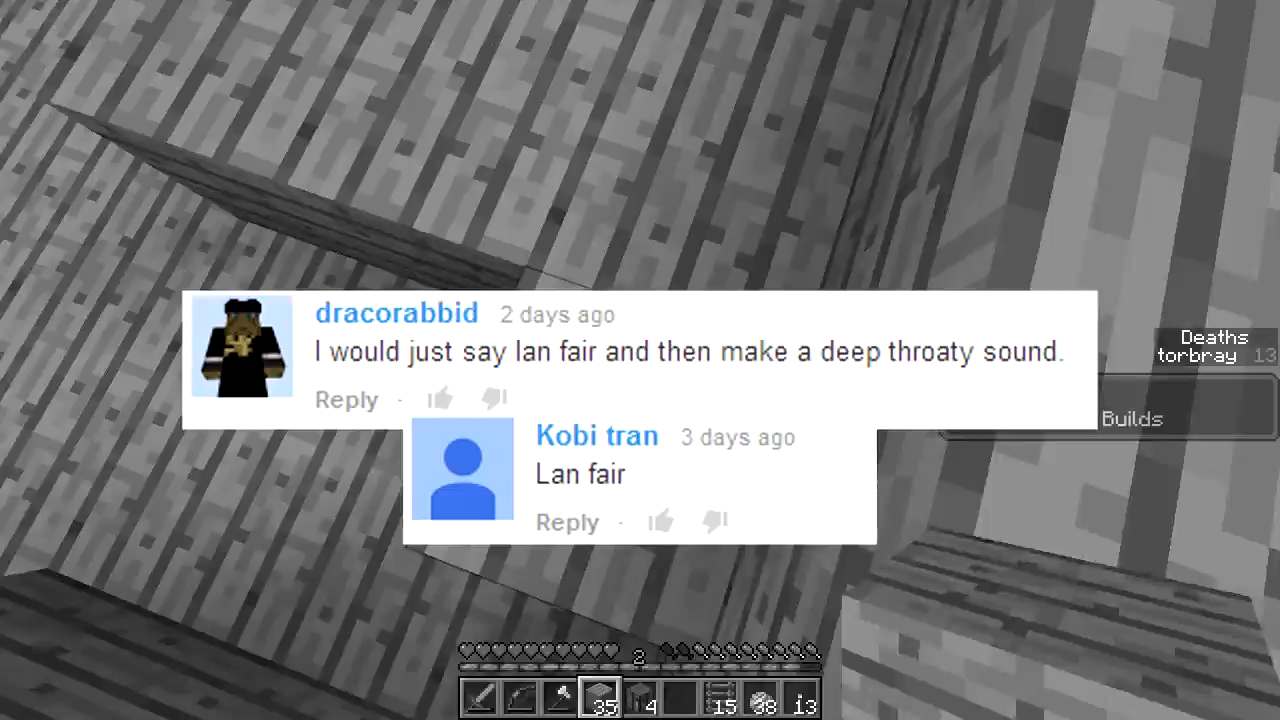 dracorabbid 2 days ago
I would just say lan fair and then make a deep throaty sound.
Reply ·
Kobi tran 3 days ago
Lan fair
Reply ·
Deaths
torbray 13
Builds
2
35 4 15 38 13